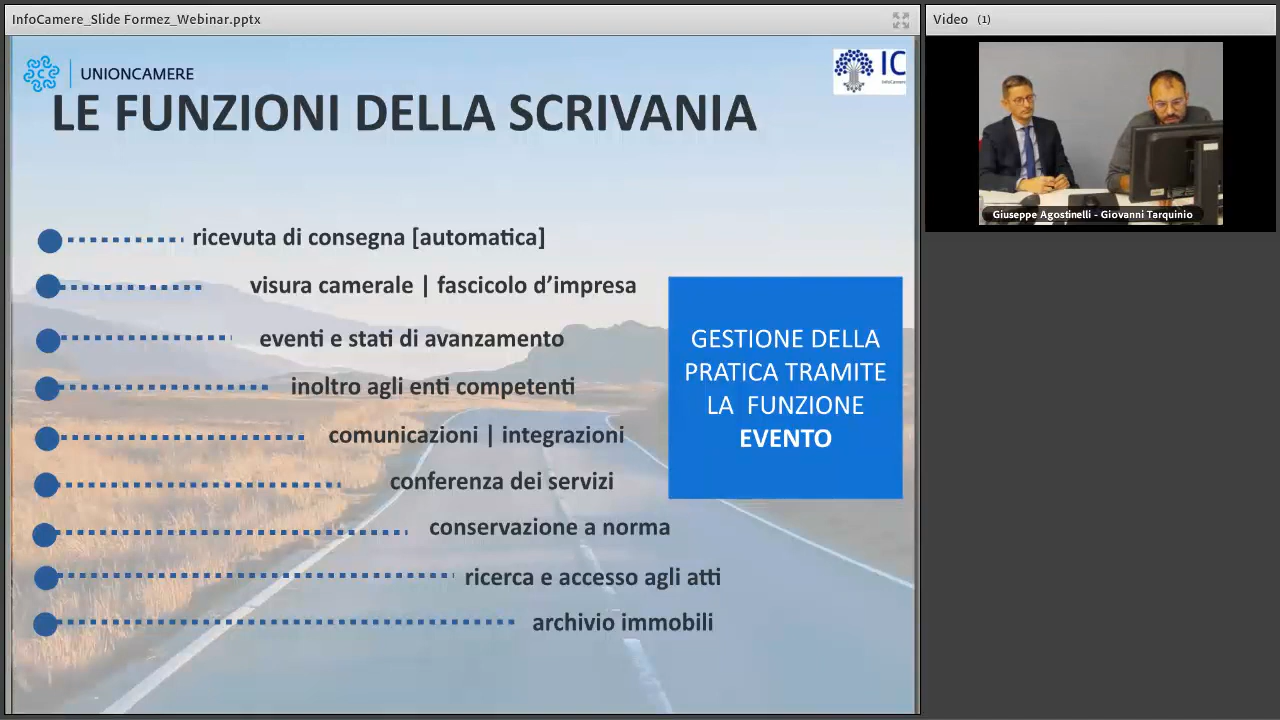 InfoCamere_Slide Formez_Webinar.pptx
Video (1)
UNIONCAMERE
IC
InfoCamere
LE FUNZIONI DELLA SCRIVANIA
Giuseppe Agostinelli - Giovanni Tarquinio
ricevuta di consegna [automatica]
visura camerale | fascicolo d’impresa
eventi e stati di avanzamento
inoltro agli enti competenti
comunicazioni | integrazioni
conferenza dei servizi
conservazione a norma
ricerca e accesso agli atti
archivio immobili
GESTIONE DELLA
PRATICA TRAMITE
LA FUNZIONE
EVENTO